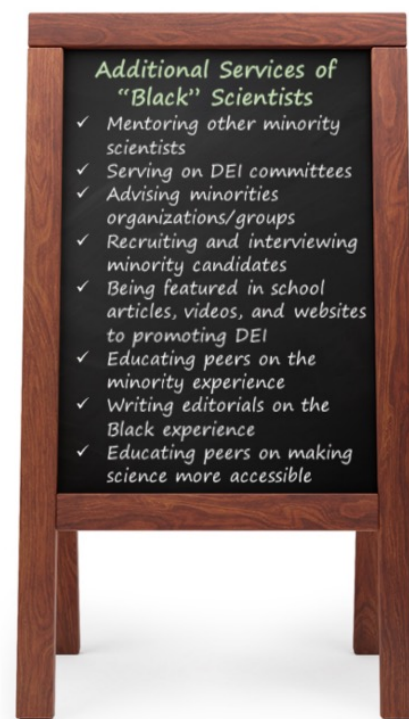 Additional Services of
“Black” Scientists
✓ Mentoring other minority
scientists
✓ Serving on DEI committees
✓ Advising minorities
organizations/groups
✓ Recruiting and interviewing
minority candidates
✓ Being featured in school
articles, videos, and websites
to promoting DEI
✓ Educating peers on the
minority experience
✓ Writing editorials on the
Black experience
✓ Educating peers on making
science more accessible